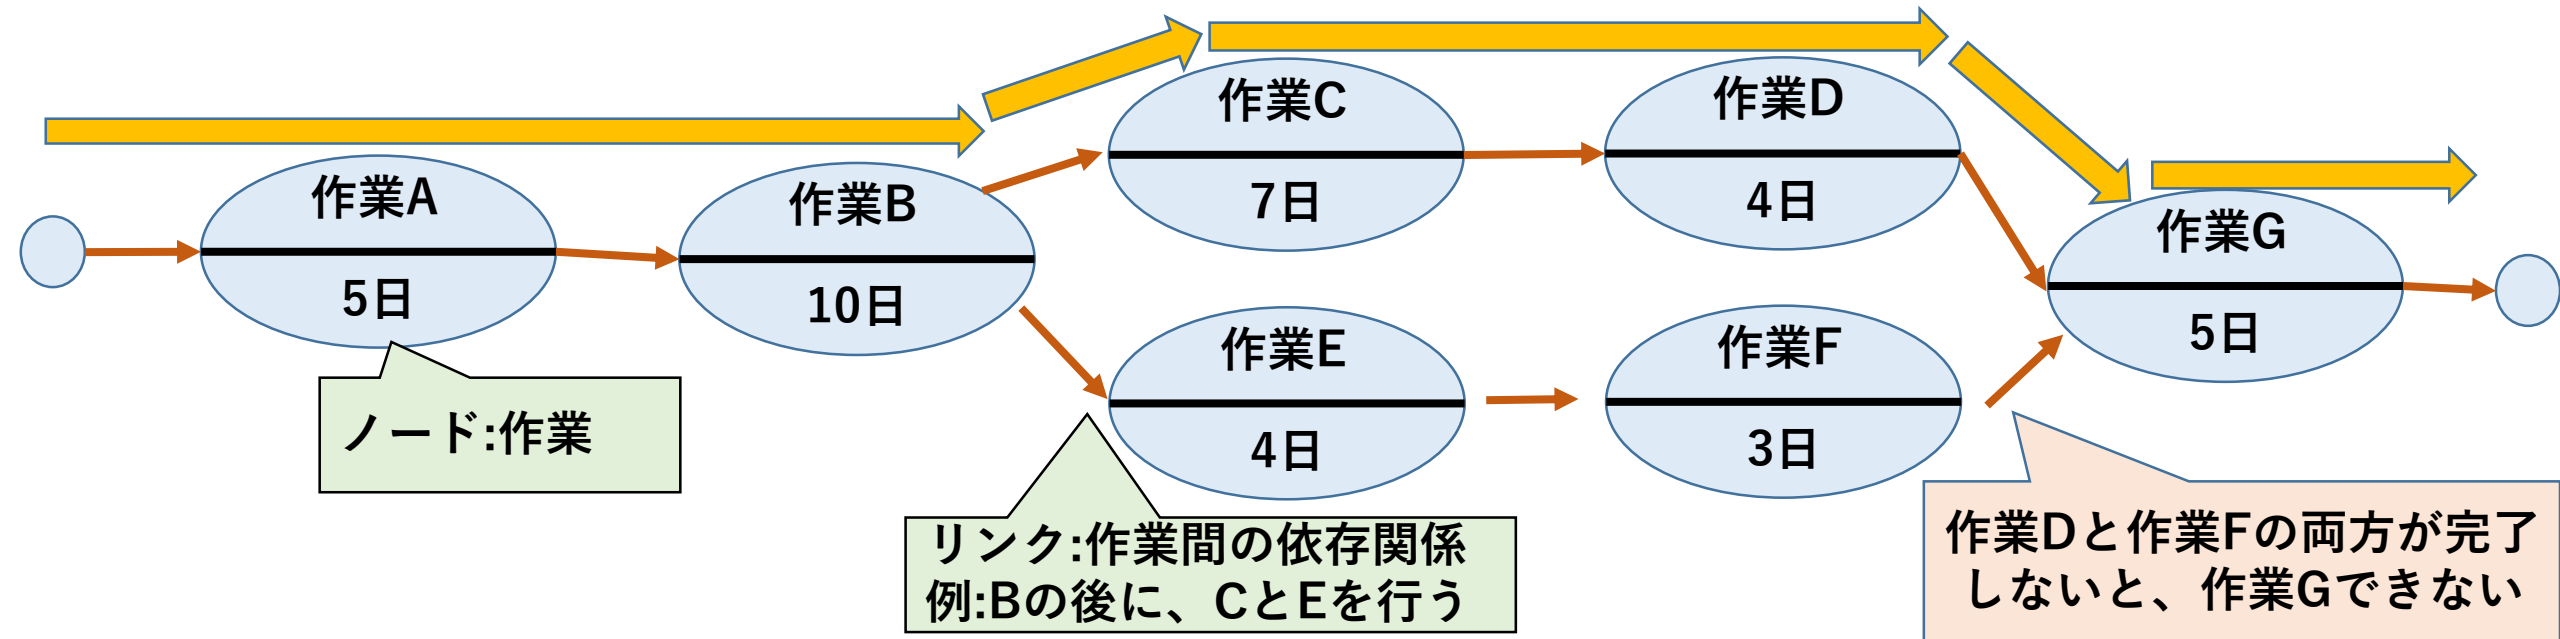 作業A
5日
作業B
10日
作業C
7日
作業D
4日
作業E
4日
作業F
3日
作業G
5日
ノード:作業
リンク:作業間の依存関係
例:Bの後に、CとEを行う
作業Dと作業Fの両方が完了
しないと、作業Gできない